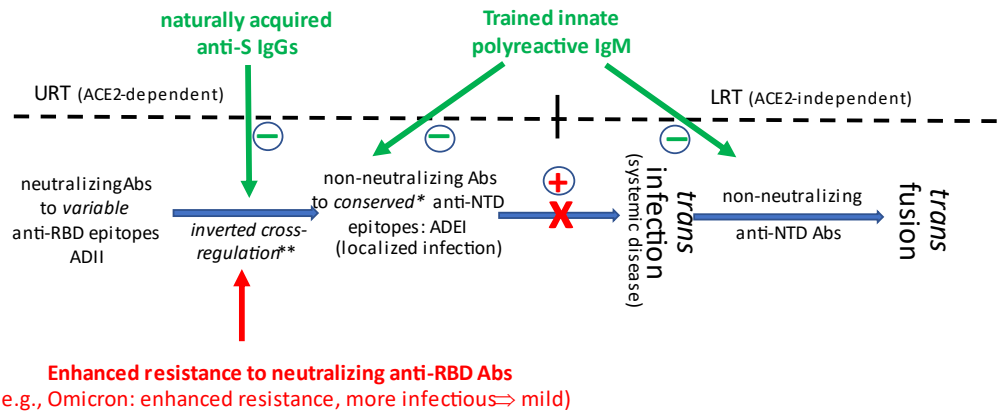 naturally acquired
anti-S IgGs
Trained innate
polyreactive IgM
URT (ACE2-dependent)
LRT (ACE2-independent)
neutralizingAbs
to variable
anti-RBD epitopes
ADII
inverted cross-
regulation**
non-neutralizing Abs
to conserved* anti-NTD
epitopes: ADEI
(localized infection)
+
X
trans
infection
(systemic disease)
non-neutralizing
anti-NTD Abs
trans
fusion
Enhanced resistance to neutralizing anti-RBD Abs
e.g., Omicron: enhanced resistance, more infectious⇒ mild)